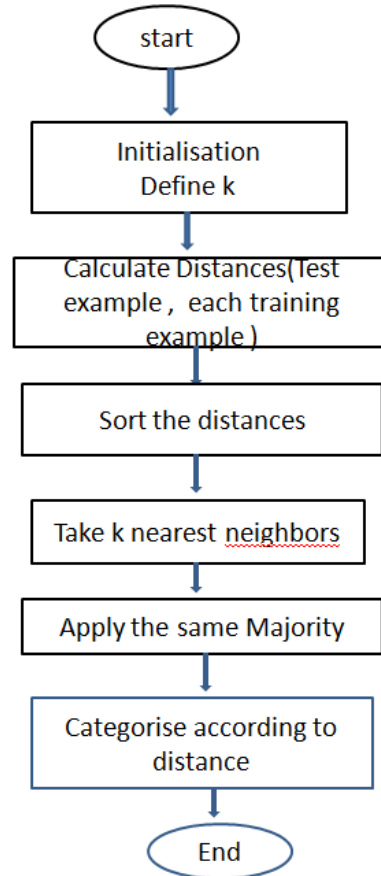 start
Initialisation
Define k
Calculate Distances(Test
example , each training
example )
Sort the distances
Take k nearest neighbors
Apply the same Majority
Categorise according to
distance
End